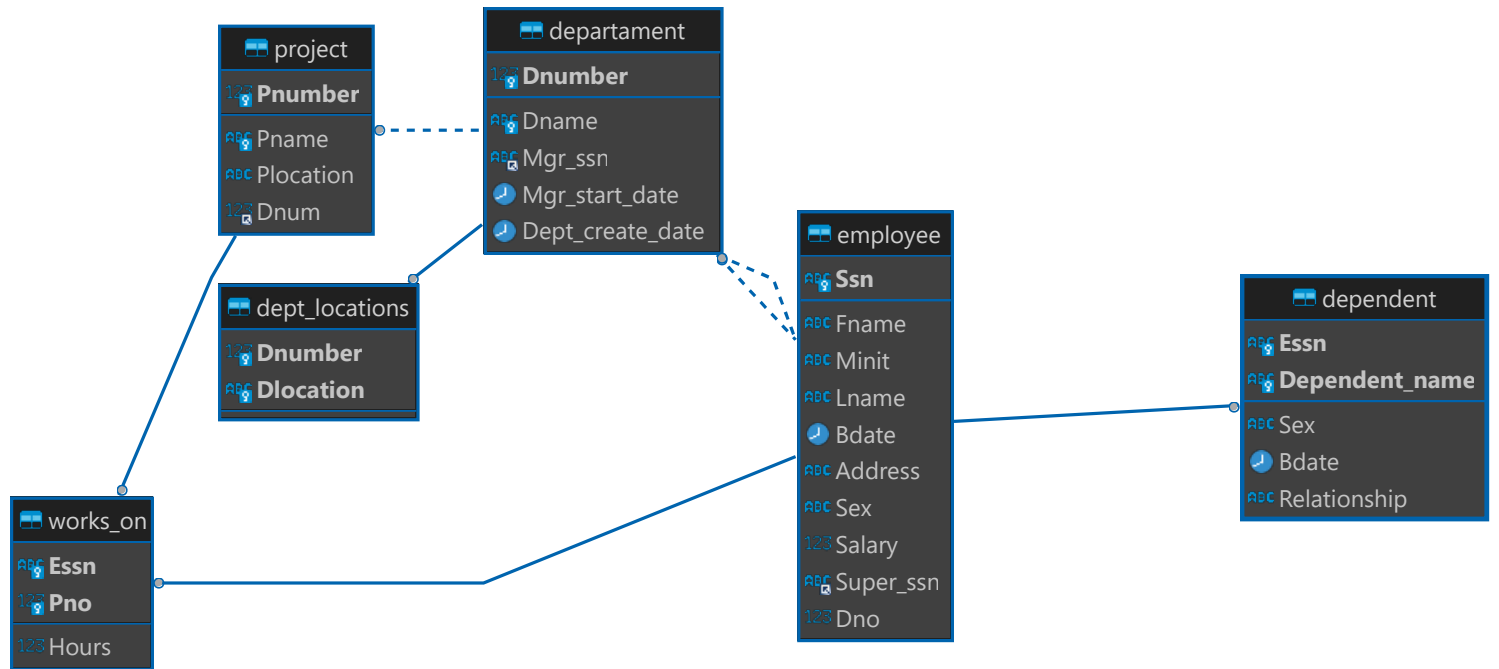 project
Pnumber
Pname
Plocation
Dnum
departament
Dnumber
Dname
Mgr_ssn
Mgr_start_date
Dept_create_date
dept_locations
Dnumber
Dlocation
employee
Ssn
Fname
Minit
Lname
Bdate
Address
Sex
Salary
Super_ssn
Dno
dependent
Essn
Dependent_name
Sex
Bdate
Relationship
works_on
Essn
Pno
Hours